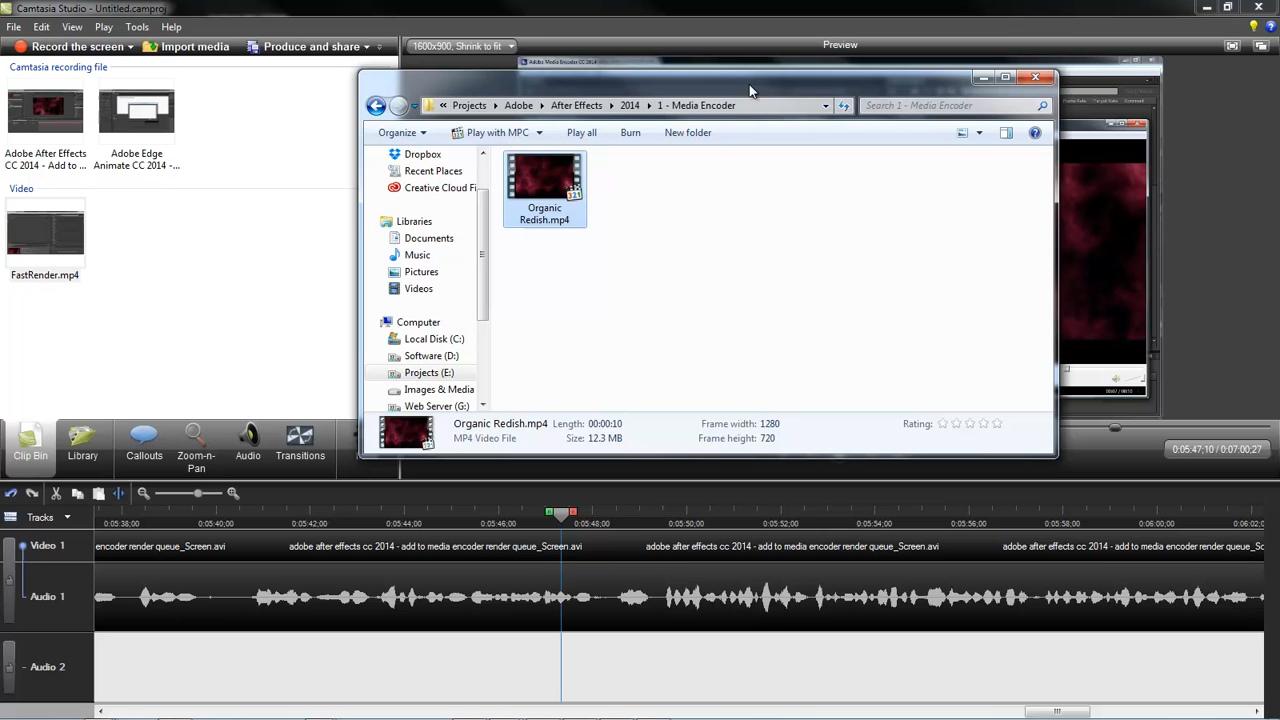 Camtasia Studio - Untitled.camproj
File Edit View Play Tools Help
Record the screen Import media Produce and share
1600x900, Shrink to fit
Preview
Camtasia recording file
Adobe After Effects CC 2014 - Add to ...
Adobe Edge Animate CC 2014 - ...
Video
FastRender.mp4
Adobe Media Encoder CC 2014
« Projects Adobe After Effects 2014 1 - Media Encoder
Search 1 - Media Encoder
Organize Play with MPC Play all Burn New folder
Dropbox
Recent Places
Creative Cloud Fi
Libraries
Documents
Music
Pictures
Videos
Computer
Local Disk (C:)
Software (D:)
Projects (E:)
Images & Media
Web Server (G:)
321
Organic
Redish.mp4
Organic Redish.mp4 Length: 00:00:10 Frame width: 1280 Rating:
MP4 Video File Size: 12.3 MB Frame height: 720
Clip Bin
Library
Callouts
Zoom-n-Pan
Audio
Transitions
0:05:47;10 / 7:00;27
Tracks
0:05:38;00 0:05:40;00 0:05:42;00 0:05:44;00 0:05:46;00 0:05:48;00 0:05:50;00 0:05:52;00 0:05:54;00 0:05:56;00 0:05:58;00 0:06:00;00 0:06:02;0
Video 1
encoder render queue_Screen.avi adobe after effects cc 2014 - add to media encoder render queue_Screen.avi adobe after effects cc 2014 - add to media encoder render queue_Screen.avi adobe after effects cc 2014 - add to media encoder render queue_Sc
Audio 1
Audio 2